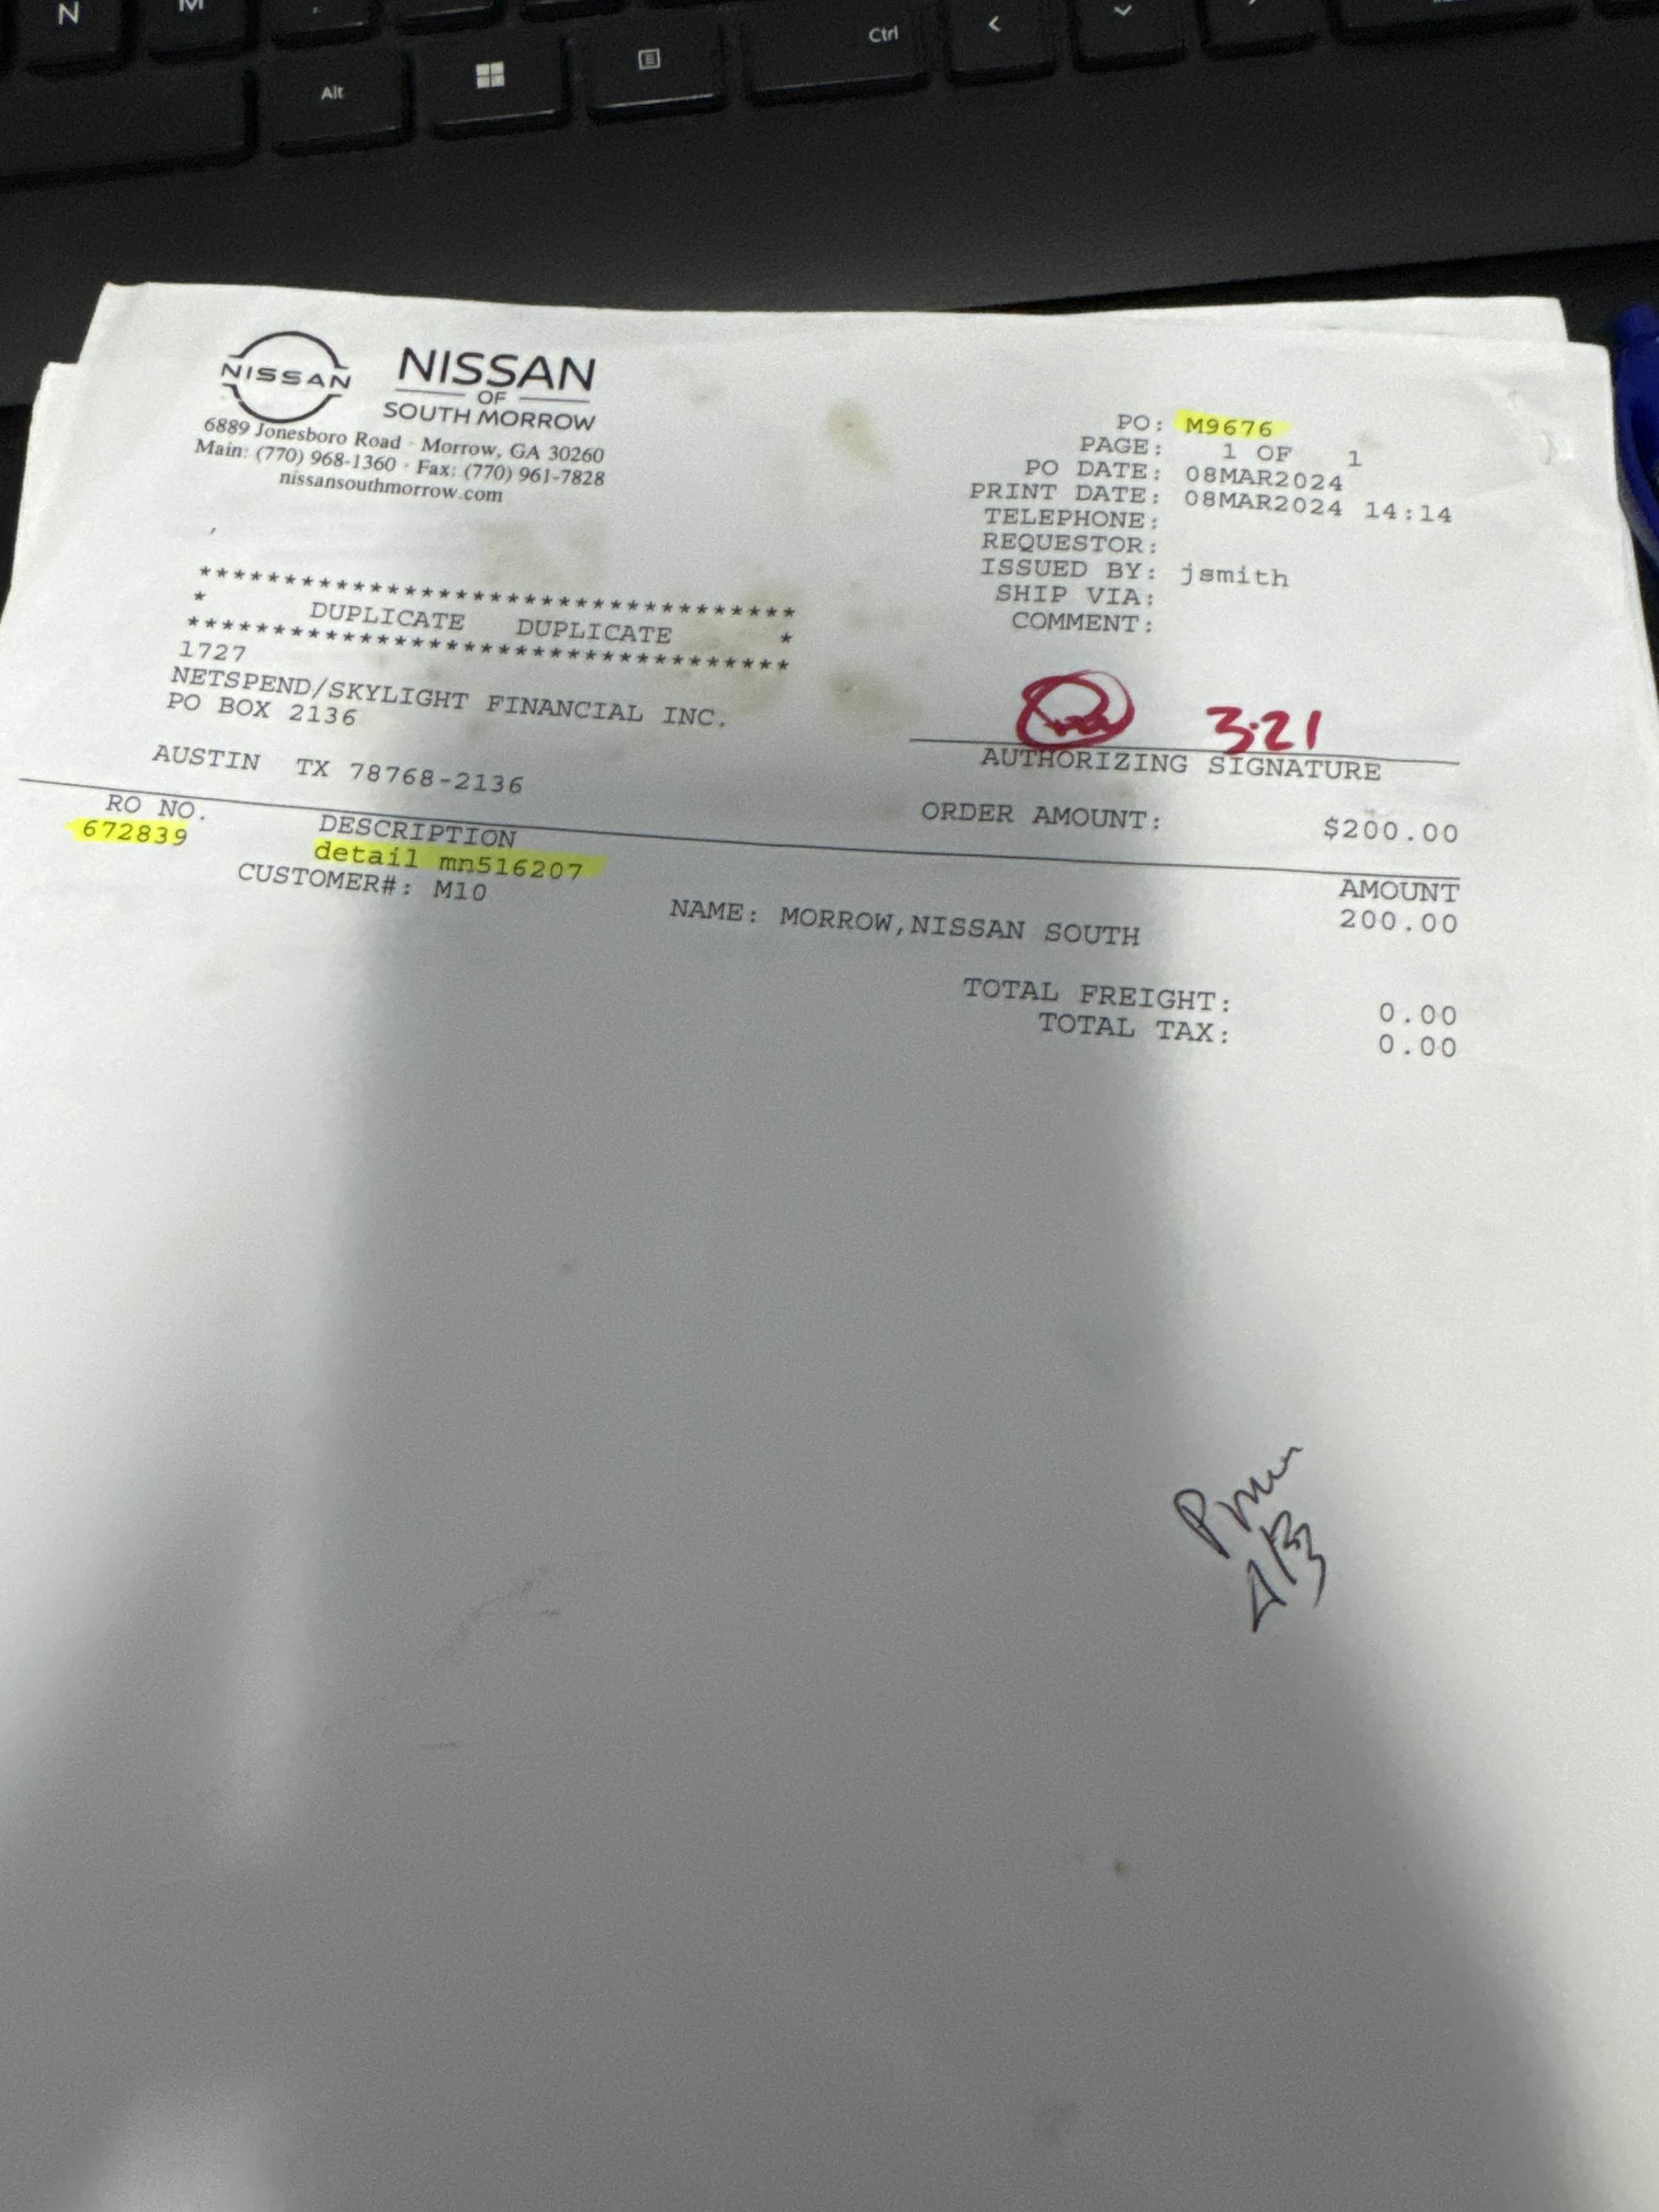 N M
Alt Ctrl <
NISSAN
NISSAN
OF
SOUTH MORROW
6889 Jonesboro Road · Morrow, GA 30260
Main: (770) 968-1360 · Fax: (770) 961-7828
nissansouthmorrow.com
PO: M9676
PAGE: 1 OF 1
PO DATE: 08MAR2024
PRINT DATE: 08MAR2024 14:14
TELEPHONE:
REQUESTOR:
ISSUED BY: jsmith
SHIP VIA:
COMMENT:
***********************************
* DUPLICATE DUPLICATE *
***********************************
1727
NETSPEND/SKYLIGHT FINANCIAL INC.
PO BOX 2136
AUSTIN TX 78768-2136
3.21
AUTHORIZING SIGNATURE
ORDER AMOUNT: $200.00
RO NO. DESCRIPTION AMOUNT
672839 detail mn516207 200.00
CUSTOMER#: M10 NAME: MORROW,NISSAN SOUTH
TOTAL FREIGHT: 0.00
TOTAL TAX: 0.00